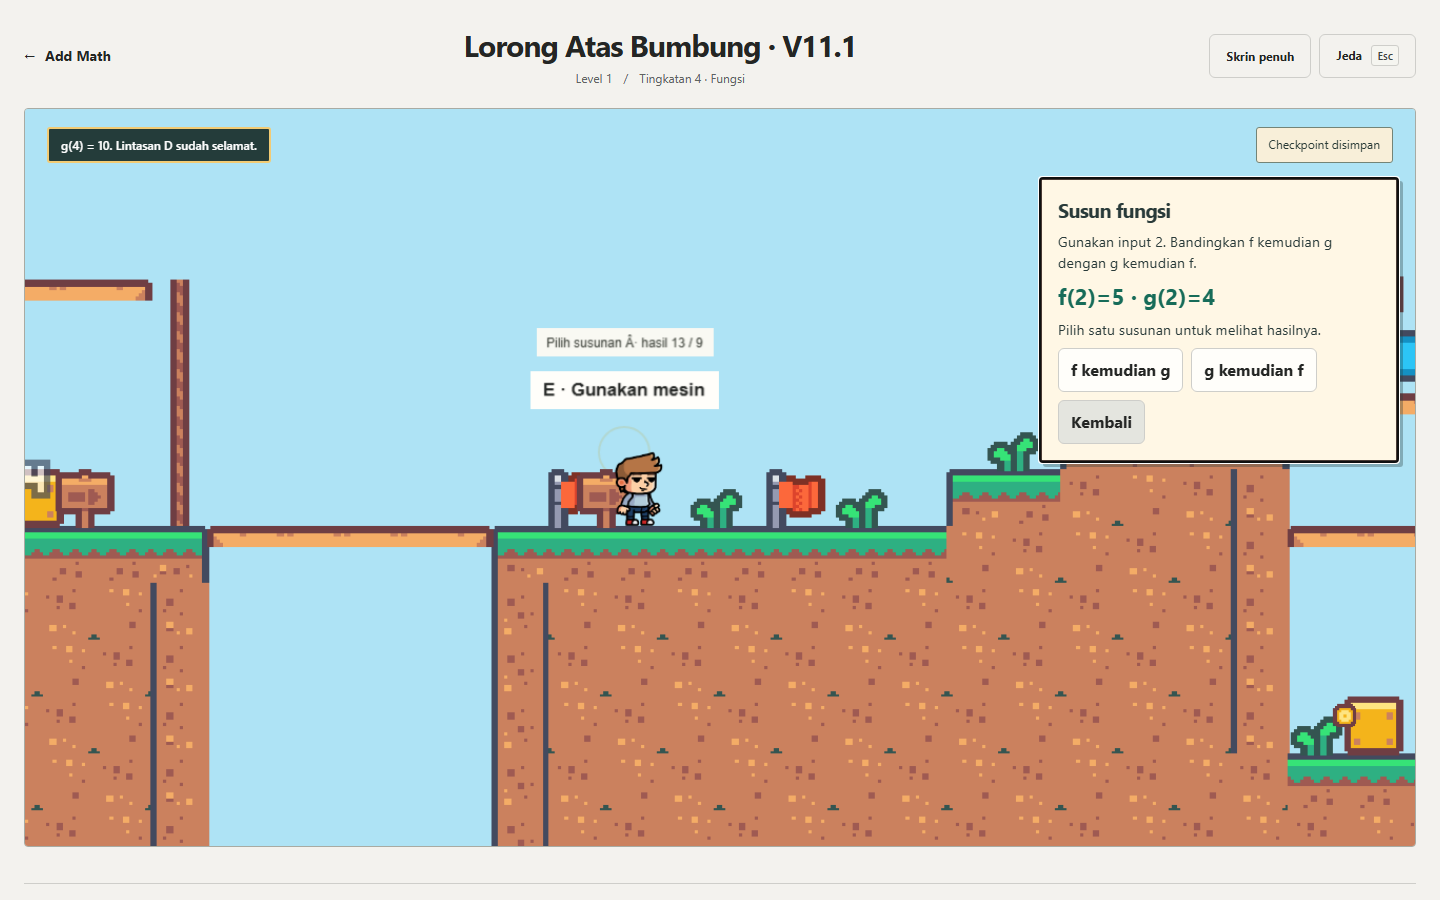 ← Add Math
Lorong Atas Bumbung · V11.1
Level 1 / Tingkatan 4 · Fungsi
Skrin penuh
Jeda Esc
g(4) = 10. Lintasan D sudah selamat.
Checkpoint disimpan
Susun fungsi
Gunakan input 2. Bandingkan f kemudian g
dengan g kemudian f.
f(2)=5 · g(2)=4
Pilih satu susunan untuk melihat hasilnya.
f kemudian g
g kemudian f
Kembali
Pilih susunan Â· hasil 13 / 9
E · Gunakan mesin